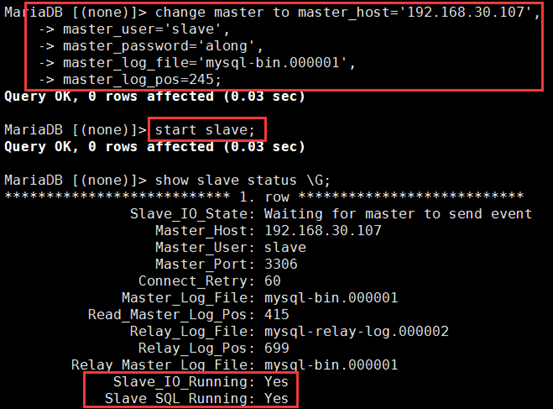 MariaDB [(none)]> change master to master_host='192.168.30.107',
-> master_user='slave',
-> master_password='along',
-> master_log_file='mysql-bin.000001',
-> master_log_pos=245;
Query OK, 0 rows affected (0.03 sec)
MariaDB [(none)]> start slave;
Query OK, 0 rows affected (0.03 sec)
MariaDB [(none)]> show slave status \G;
*************************** 1. row ***************************
Slave_IO_State: Waiting for master to send event
Master_Host: 192.168.30.107
Master_User: slave
Master_Port: 3306
Connect_Retry: 60
Master_Log_File: mysql-bin.000001
Read_Master_Log_Pos: 415
Relay_Log_File: mysql-relay-log.000002
Relay_Log_Pos: 699
Relay_Master_Log_File: mysql-bin.000001
Slave_IO_Running: Yes
Slave_SQL_Running: Yes